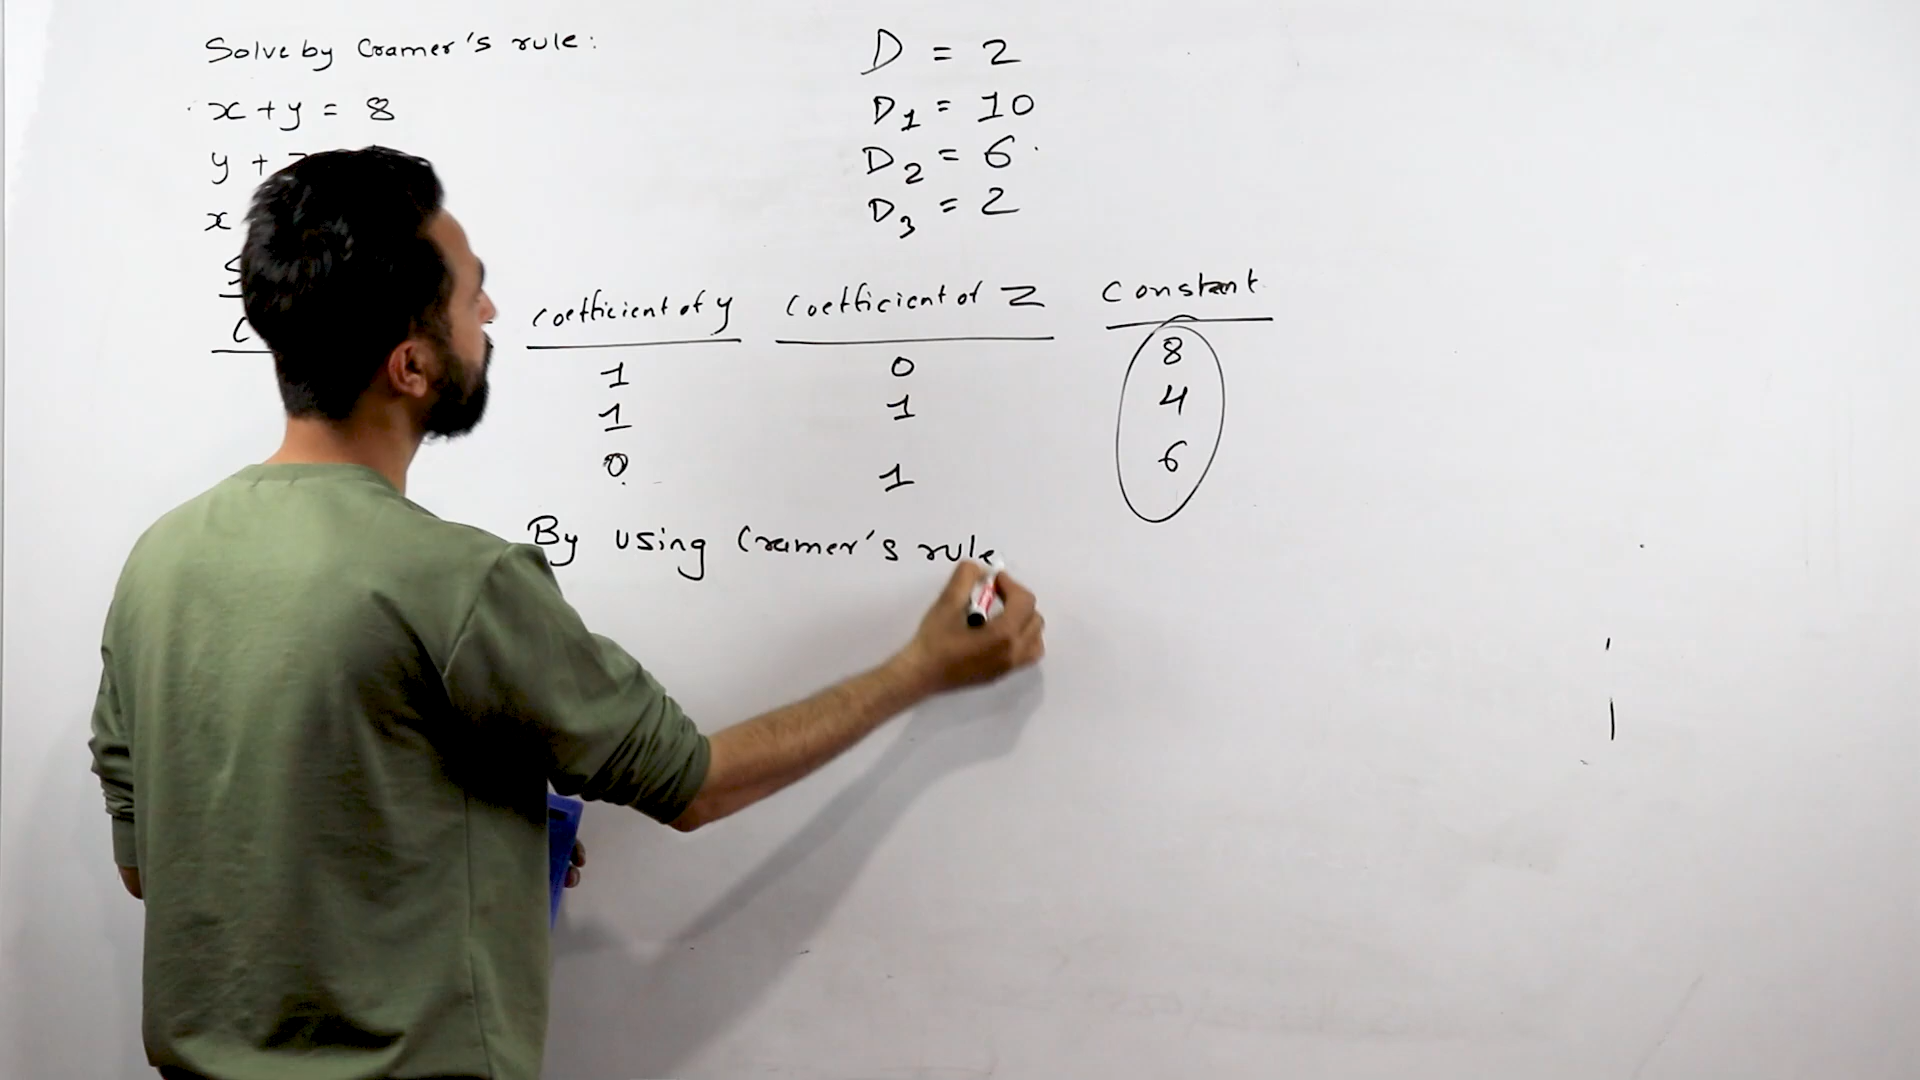 Solve by Cramer's rule:
x + y = 8
y +
x
D = 2
D1 = 10
D2 = 6
D3 = 2
coefficient of y coefficient of Z Constant
1 0 8
1 1 4
0 1 6
By using Cramer's rule